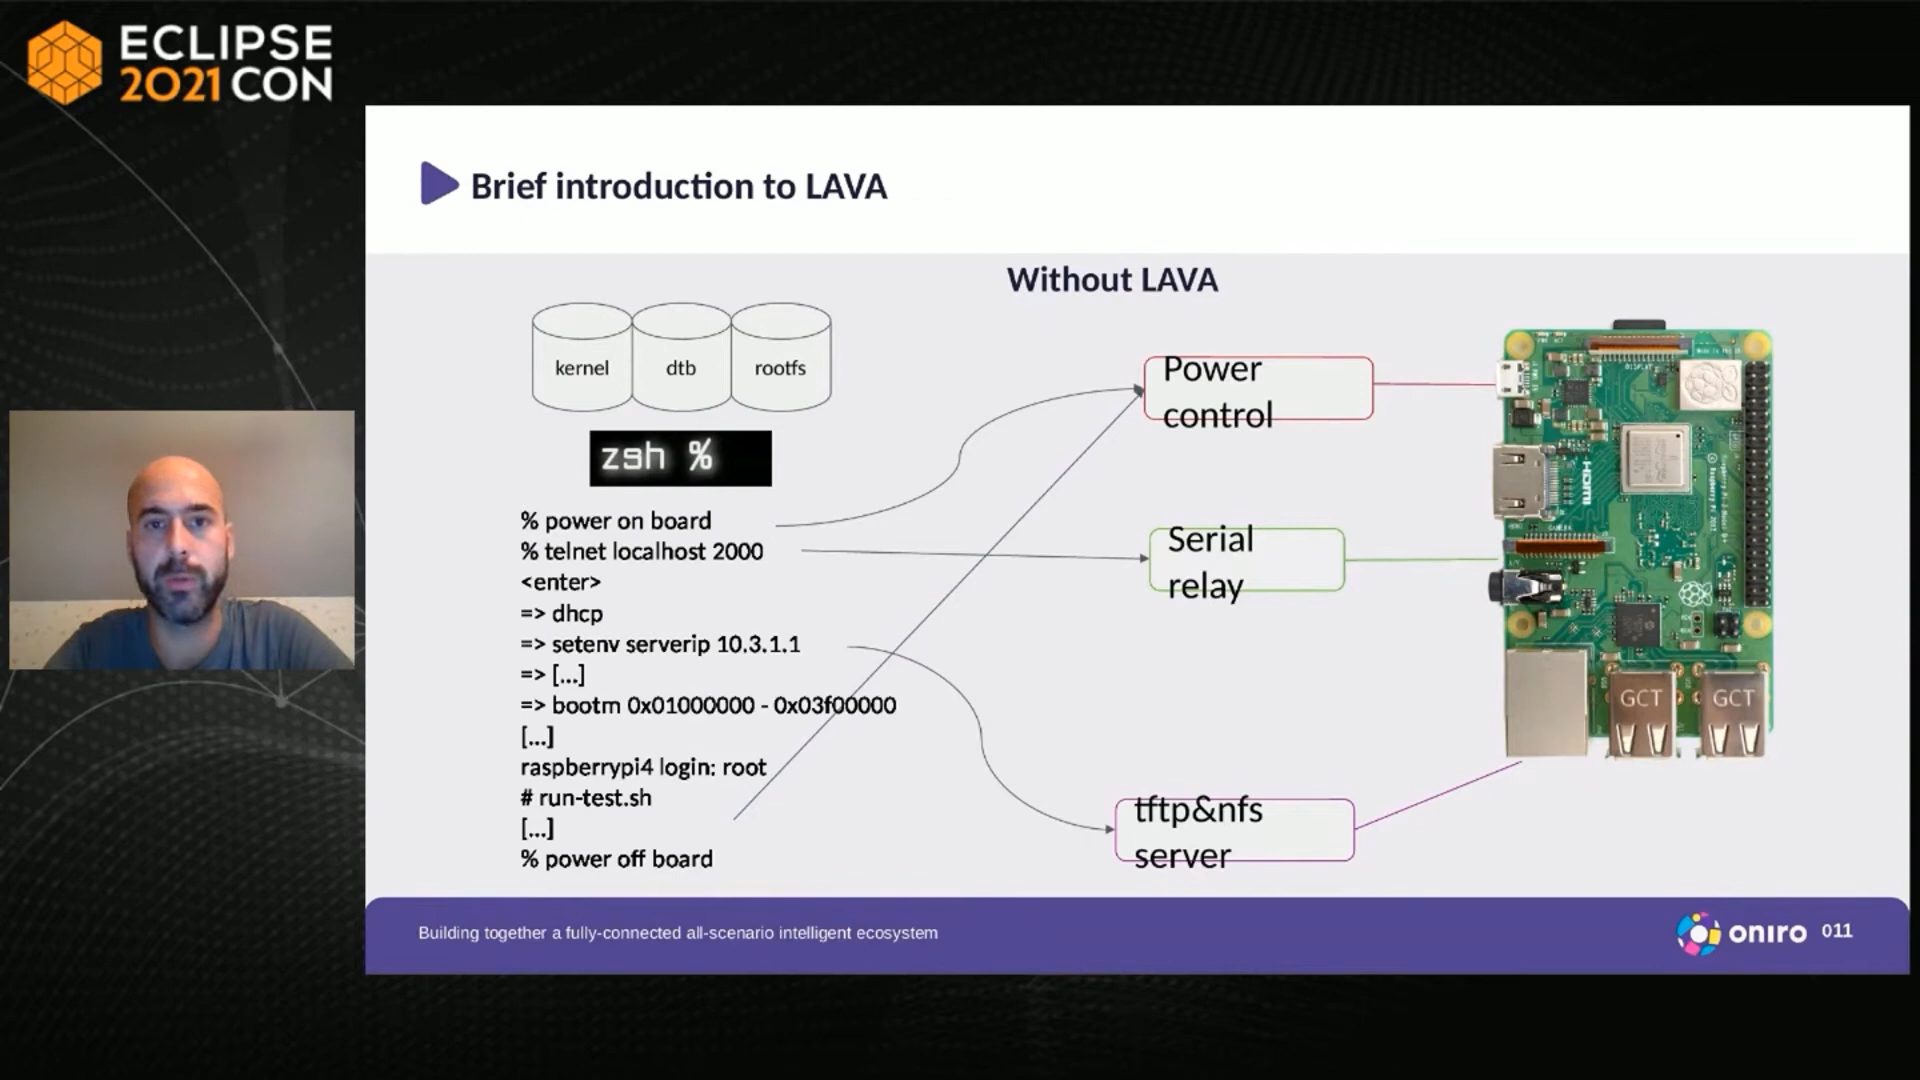 ECLIPSE
2021 CON
Brief introduction to LAVA
Without LAVA
kernel
dtb
rootfs
zsh %
% power on board
% telnet localhost 2000
<enter>
=> dhcp
=> setenv serverip 10.3.1.1
=> [...]
=> bootm 0x01000000 - 0x03f00000
[...]
raspberrypi4 login: root
# run-test.sh
[...]
% power off board
Power
control
Serial
relay
tftp&nfs
server
HDMI
GCT
GCT
Building together a fully-connected all-scenario intelligent ecosystem
oniro
011